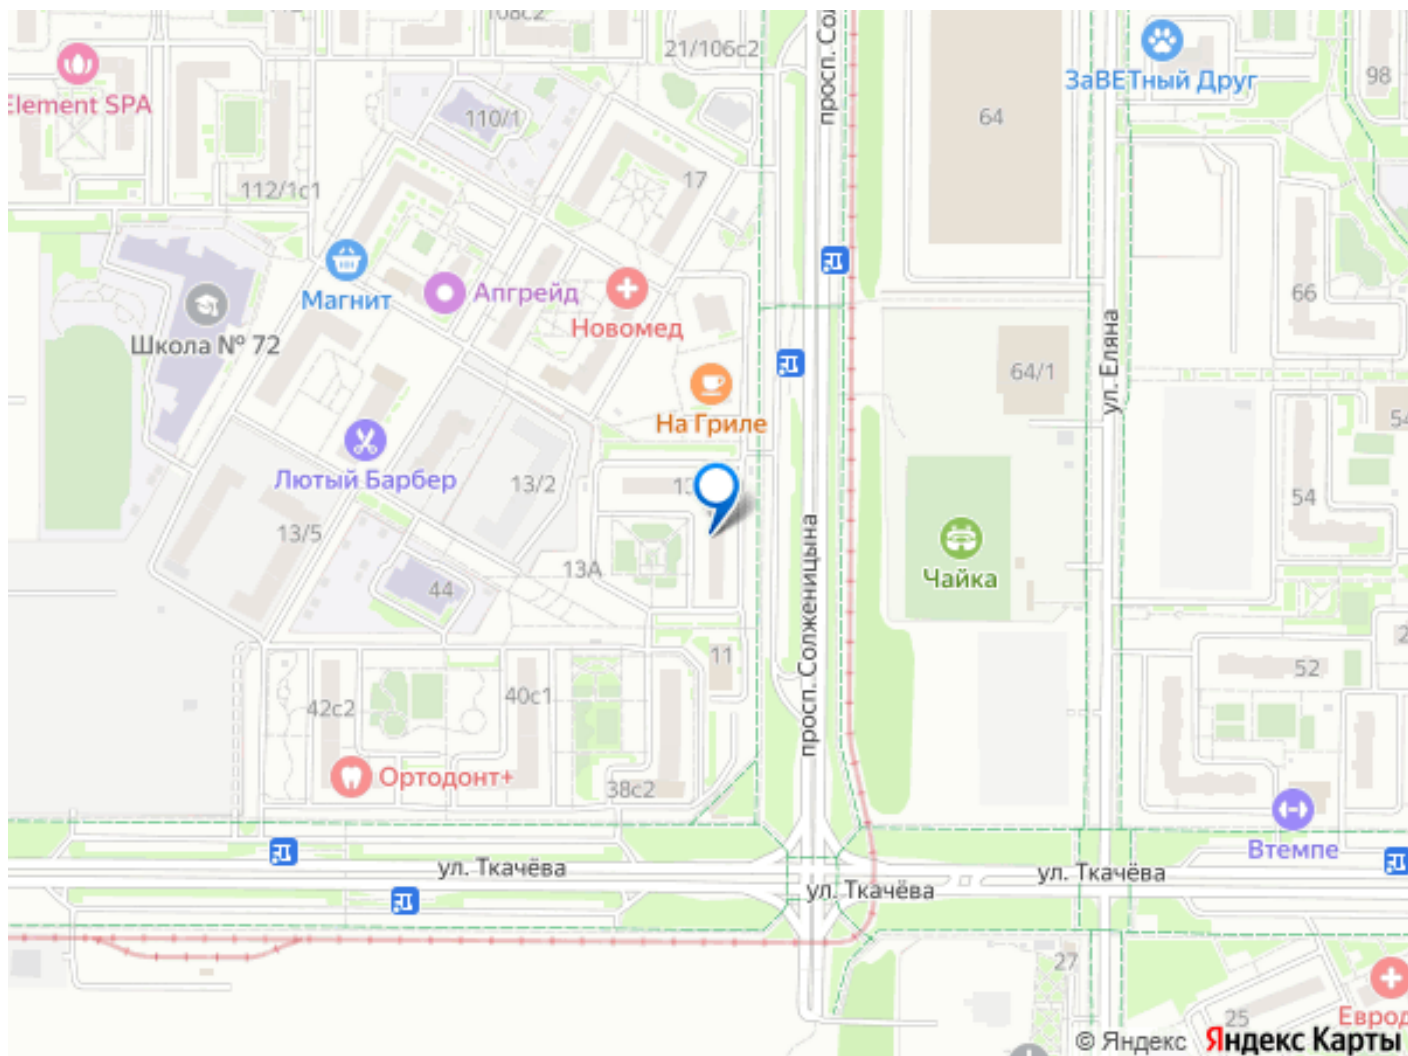 108с2
21/106с2
просп. Со
ЗаВЕТный Друг
98
Element SPA
110/1
64
17
112/1с1
Магнит
Апгрейд
Новомед
66
Школа № 72
64/1
ул. Еляна
На Гриле
54
Лютый Барбер
13/2
54
13/5
просп. Солженицына
13А
Чайка
44
11
52
42с2
40с1
Ортодонт+
38с2
Втемпе
ул. Ткачёва
ул. Ткачёва
ул. Ткачёва
27
25
Еврод
© Яндекс Яндекс Карты